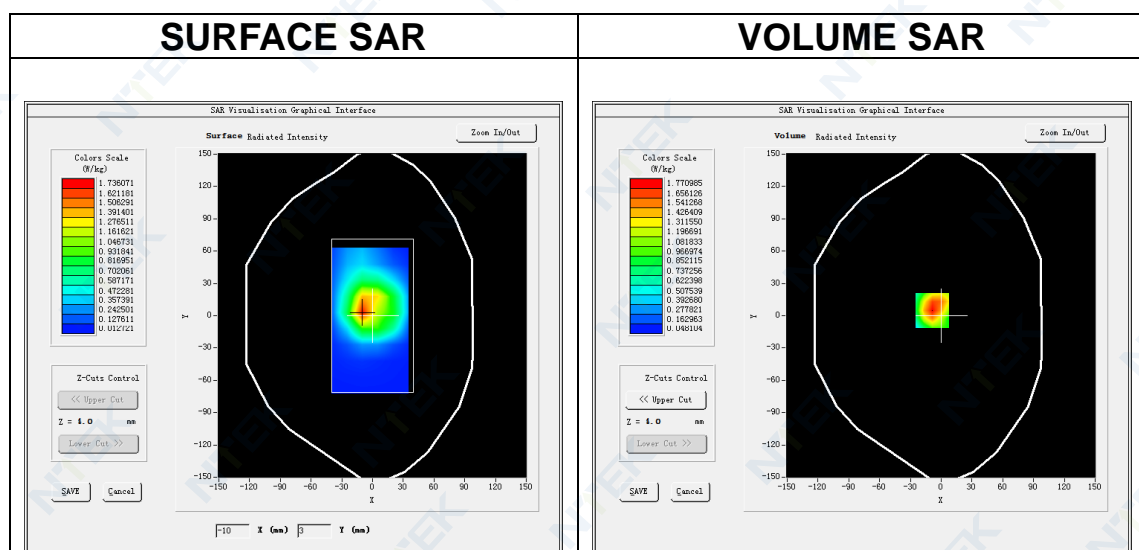 SURFACE SAR
VOLUME SAR
SAR Visualisation Graphical Interface
Surface Radiated Intensity
Zoom In/Out
Colors Scale
(W/kg)
1.736071
1.621181
1.506291
1.391401
1.276511
1.161621
1.046731
0.931841
0.816951
0.702061
0.587171
0.472281
0.357391
0.242501
0.127611
0.012721
150
120
90
60
30
0
-30
-60
-90
-120
-150
Y
-150 -120 -90 -60 -30 0 30 60 90 120 150
X
Z-Cuts Control
<< Upper Cut
Z = 4.0 mm
Lower Cut >>
SAVE
Cancel
-10 X (mm) 3 Y (mm)
SAR Visualisation Graphical Interface
Volume Radiated Intensity
Zoom In/Out
Colors Scale
(W/kg)
1.770985
1.656126
1.541268
1.426409
1.311550
1.196691
1.081833
0.966974
0.852115
0.737256
0.622398
0.507539
0.392680
0.277821
0.162963
0.048104
150
120
90
60
30
0
-30
-60
-90
-120
-150
Y
-150 -120 -90 -60 -30 0 30 60 90 120 150
X
Z-Cuts Control
<< Upper Cut
Z = 4.0 mm
Lower Cut >>
SAVE
Cancel
NTEK